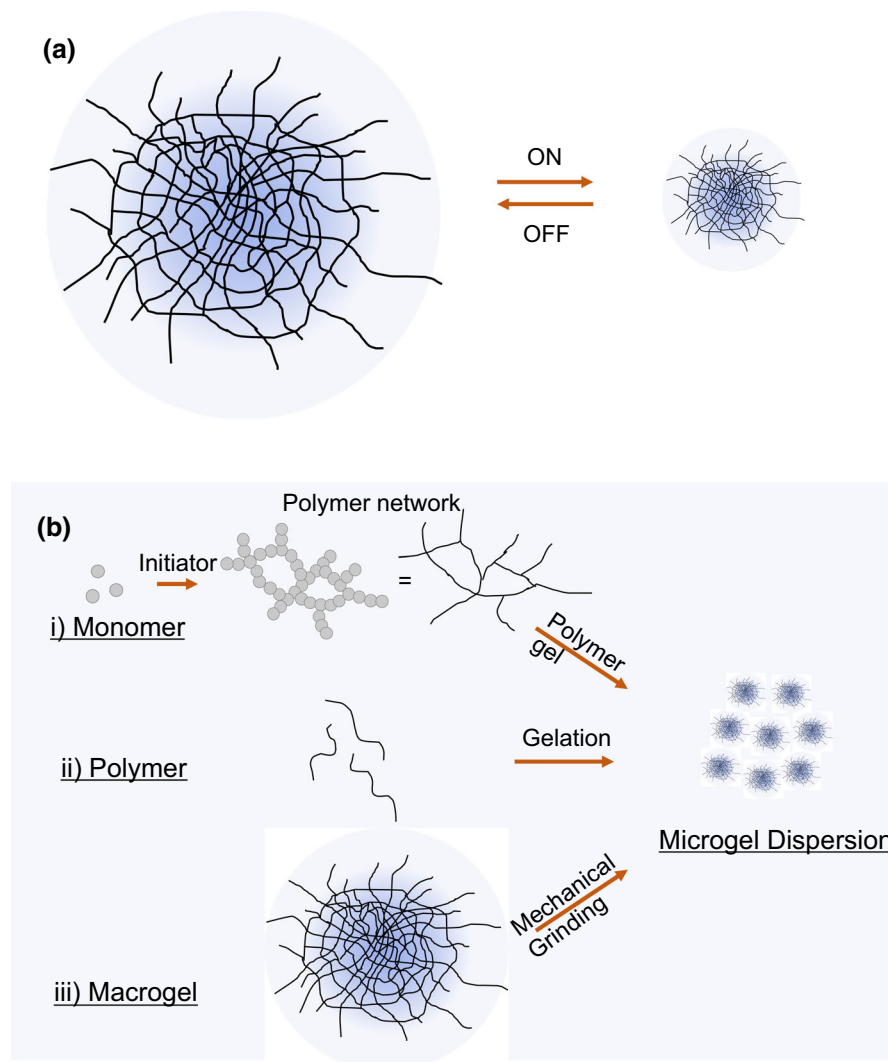 (a)
ON
OFF
(b)
Polymer network
Initiator
=
i) Monomer
Polymer
gel
ii) Polymer
Gelation
Microgel Dispersion
Mechanical
Grinding
iii) Macrogel